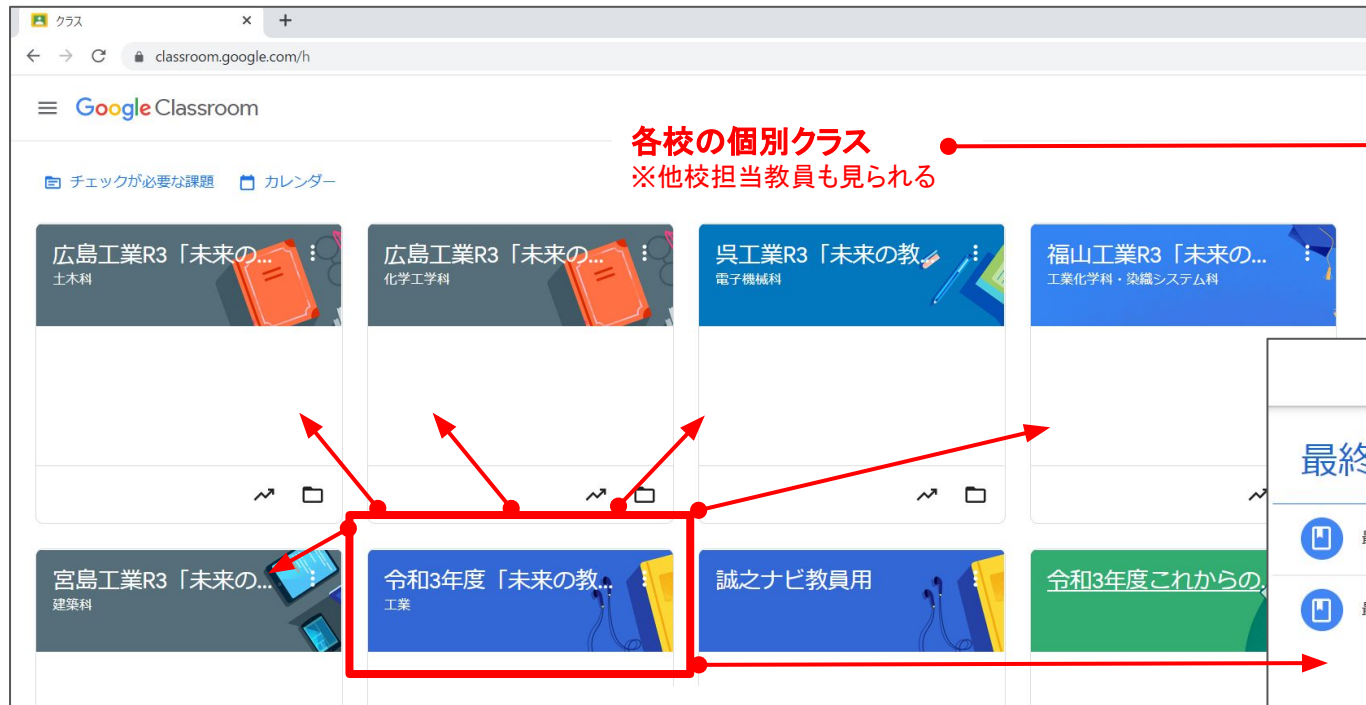 クラス
classroom.google.com/h
Google Classroom
各校の個別クラス
※他校担当教員も見られる
チェックが必要な課題 カレンダー
広島工業R3「未来の...
土木科
広島工業R3「未来の...
化学工学科
呉工業R3「未来の教...
電子機械科
福山工業R3「未来の...
工業化学科・染織システム科
最終
最
最
宮島工業R3「未来の...
建築科
令和3年度「未来の教...
工業
誠之ナビ教員用
令和3年度これからの.